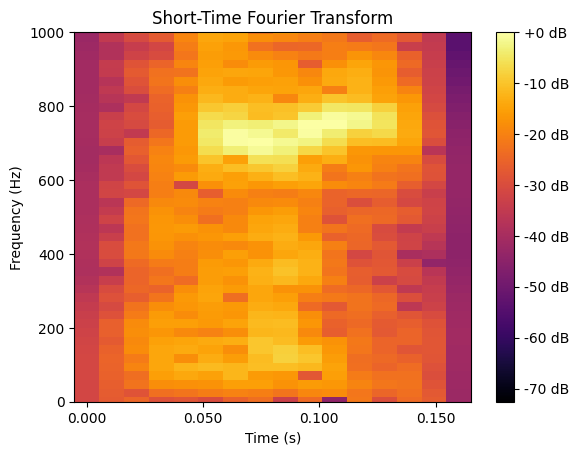 Short-Time Fourier Transform
1000
800
600
400
200
0
Frequency (Hz)
0.000
0.050
0.100
0.150
Time (s)
+0 dB
-10 dB
-20 dB
-30 dB
-40 dB
-50 dB
-60 dB
-70 dB